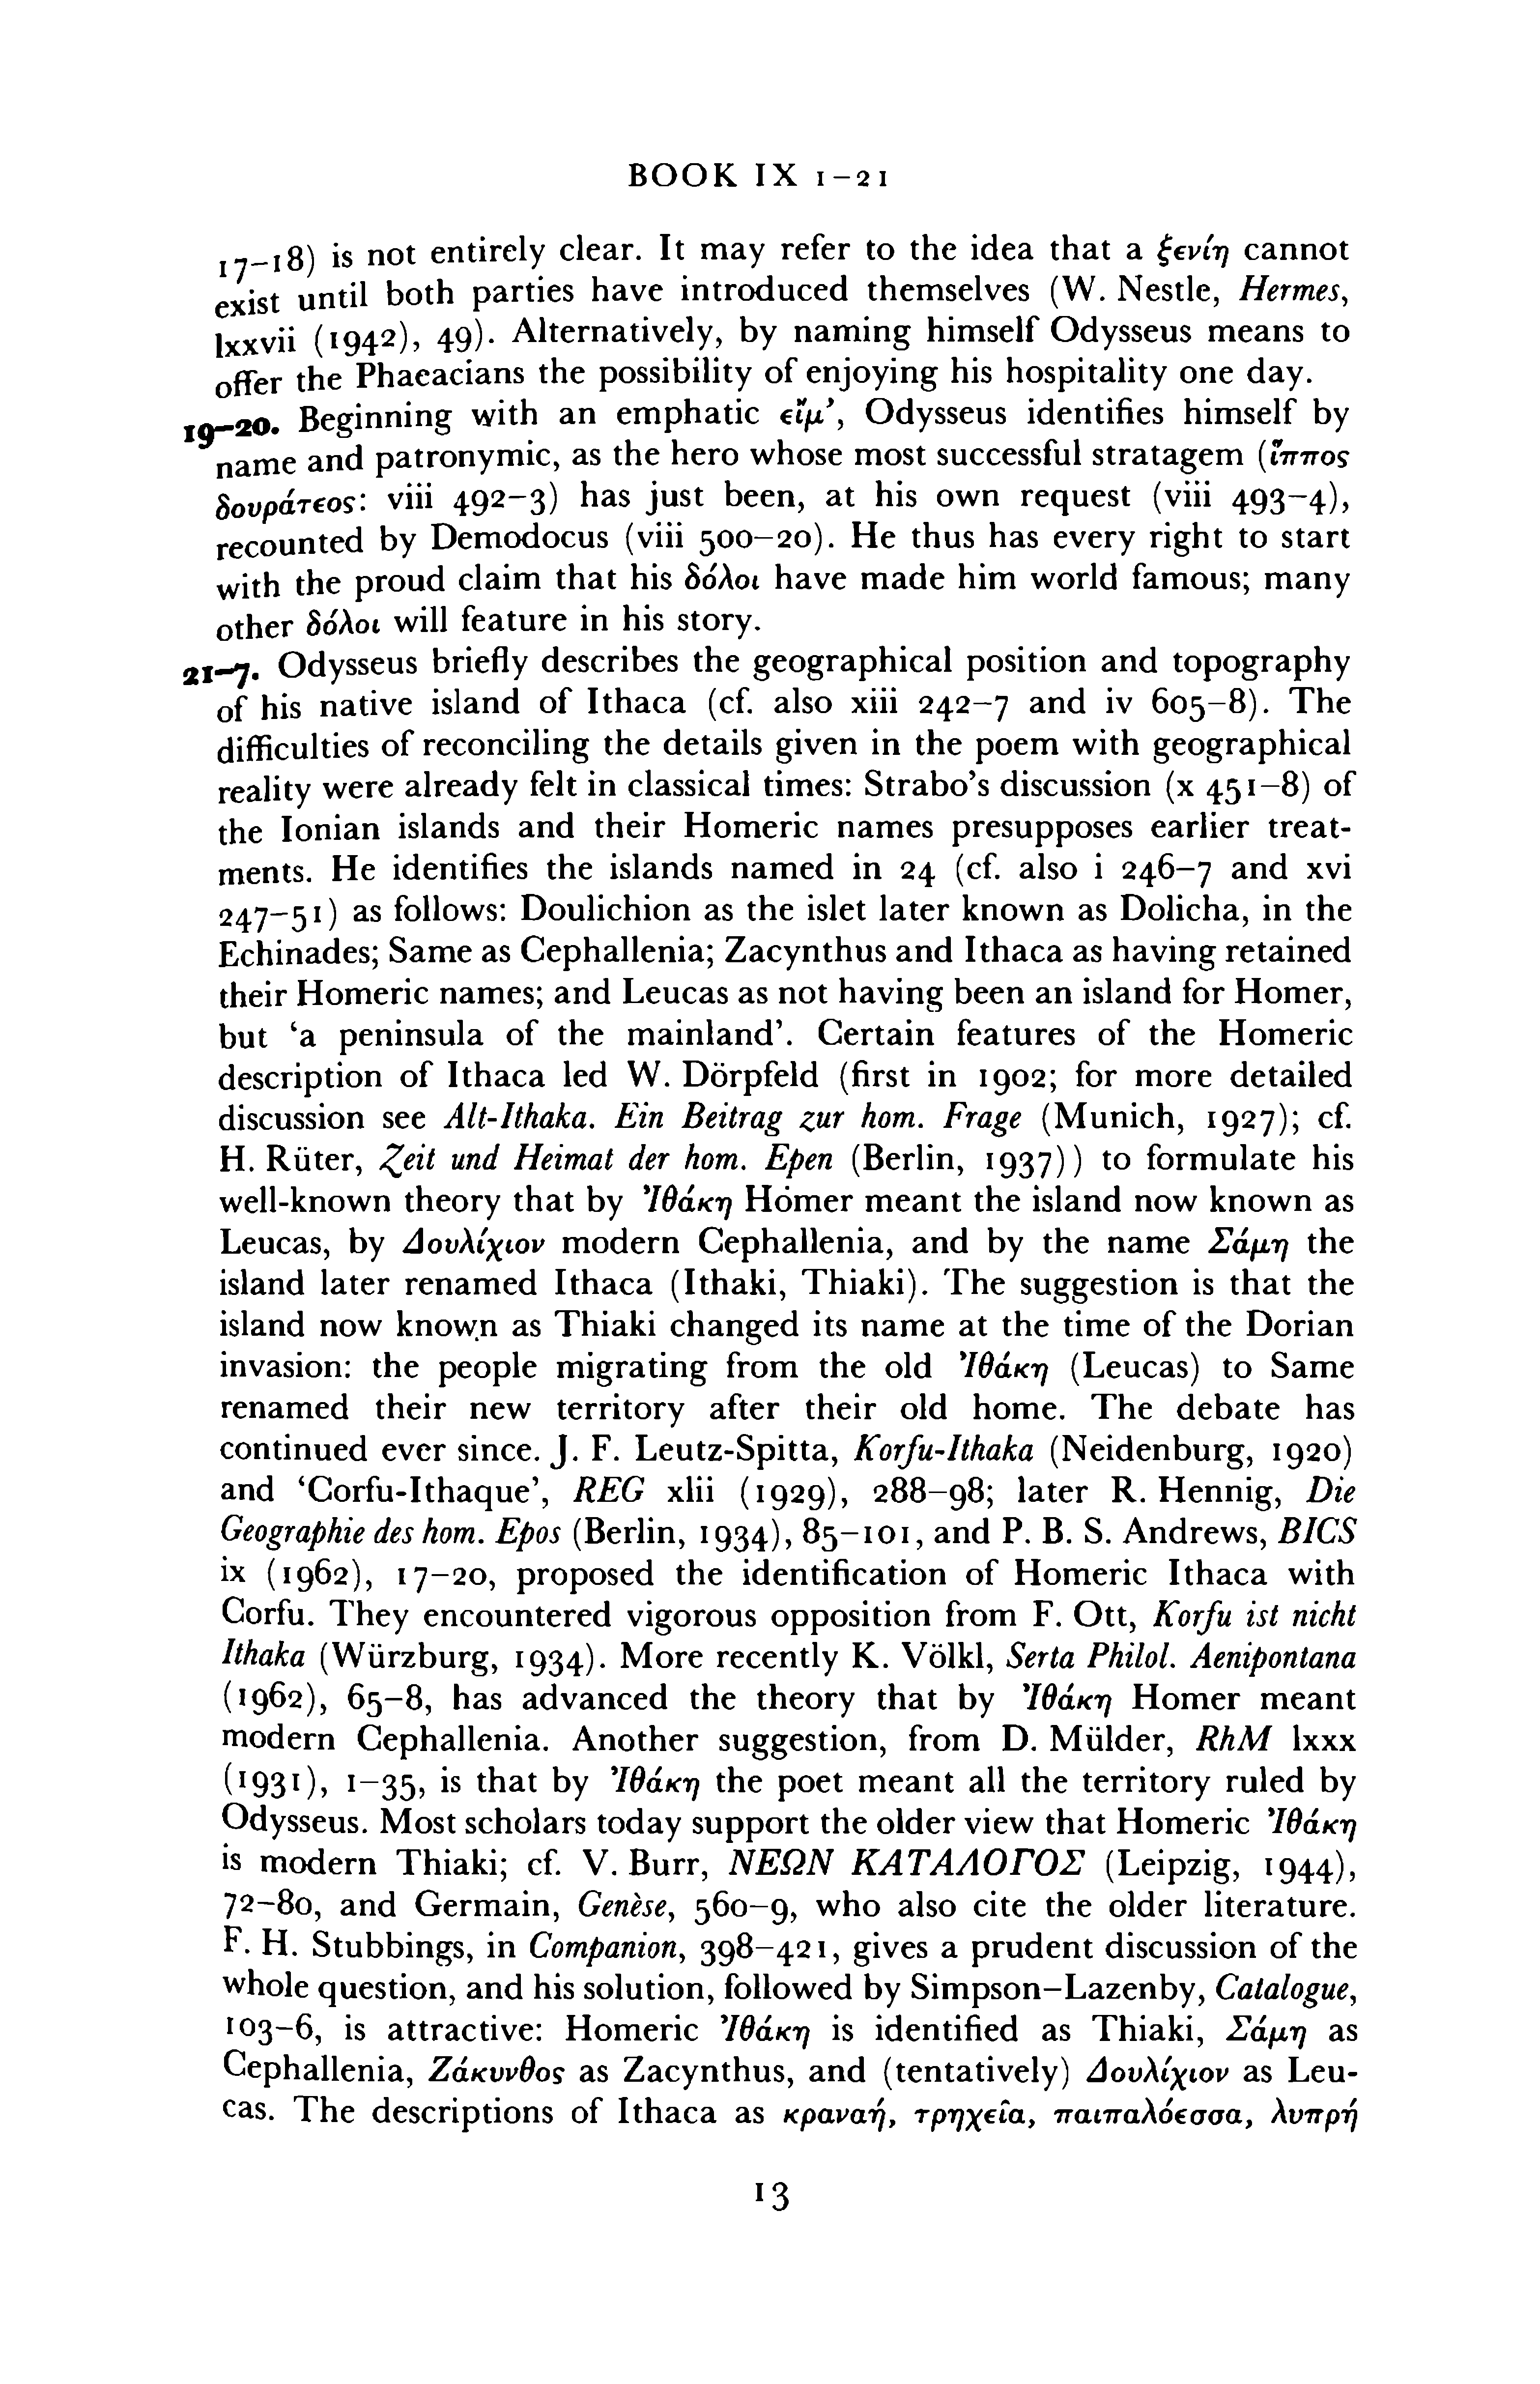 BOOK IX 1–21
17–18) is not entirely clear. It may refer to the idea that a ξενίη cannot
exist until both parties have introduced themselves (W. Nestle, Hermes,
lxxvii (1942), 49). Alternatively, by naming himself Odysseus means to
offer the Phaeacians the possibility of enjoying his hospitality one day.
19–20. Beginning with an emphatic εἴμ’, Odysseus identifies himself by
name and patronymic, as the hero whose most successful stratagem (ἵππος
δουράτεος: viii 492–3) has just been, at his own request (viii 493–4),
recounted by Demodocus (viii 500–20). He thus has every right to start
with the proud claim that his δόλοι have made him world famous; many
other δόλοι will feature in his story.
21–7. Odysseus briefly describes the geographical position and topography
of his native island of Ithaca (cf. also xiii 242–7 and iv 605–8). The
difficulties of reconciling the details given in the poem with geographical
reality were already felt in classical times: Strabo’s discussion (x 451–8) of
the Ionian islands and their Homeric names presupposes earlier treat-
ments. He identifies the islands named in 24 (cf. also i 246–7 and xvi
247–51) as follows: Doulichion as the islet later known as Dolicha, in the
Echinades; Same as Cephallenia; Zacynthus and Ithaca as having retained
their Homeric names; and Leucas as not having been an island for Homer,
but ‘a peninsula of the mainland’. Certain features of the Homeric
description of Ithaca led W. Dörpfeld (first in 1902; for more detailed
discussion see Alt-Ithaka. Ein Beitrag zur hom. Frage (Munich, 1927); cf.
H. Rüter, Zeit und Heimat der hom. Epen (Berlin, 1937)) to formulate his
well-known theory that by Ἰθάκη Homer meant the island now known as
Leucas, by Δουλίχιον modern Cephallenia, and by the name Σάμη the
island later renamed Ithaca (Ithaki, Thiaki). The suggestion is that the
island now known as Thiaki changed its name at the time of the Dorian
invasion: the people migrating from the old Ἰθάκη (Leucas) to Same
renamed their new territory after their old home. The debate has
continued ever since. J. F. Leutz-Spitta, Korfu-Ithaka (Neidenburg, 1920)
and ‘Corfu-Ithaque’, REG xlii (1929), 288–98; later R. Hennig, Die
Geographie des hom. Epos (Berlin, 1934), 85–101, and P. B. S. Andrews, BICS
ix (1962), 17–20, proposed the identification of Homeric Ithaca with
Corfu. They encountered vigorous opposition from F. Ott, Korfu ist nicht
Ithaka (Würzburg, 1934). More recently K. Völkl, Serta Philol. Aenipontana
(1962), 65–8, has advanced the theory that by Ἰθάκη Homer meant
modern Cephallenia. Another suggestion, from D. Mülder, RhM lxxx
(1931), 1–35, is that by Ἰθάκη the poet meant all the territory ruled by
Odysseus. Most scholars today support the older view that Homeric Ἰθάκη
is modern Thiaki; cf. V. Burr, ΝΕΩΝ ΚΑΤΑΛΟΓΟΣ (Leipzig, 1944),
72–80, and Germain, Genèse, 560–9, who also cite the older literature.
F. H. Stubbings, in Companion, 398–421, gives a prudent discussion of the
whole question, and his solution, followed by Simpson–Lazenby, Catalogue,
103–6, is attractive: Homeric Ἰθάκη is identified as Thiaki, Σάμη as
Cephallenia, Ζάκυνθος as Zacynthus, and (tentatively) Δουλίχιον as Leu-
cas. The descriptions of Ithaca as κραναή, τρηχεῖα, παιπαλόεσσα, λυπρή
13